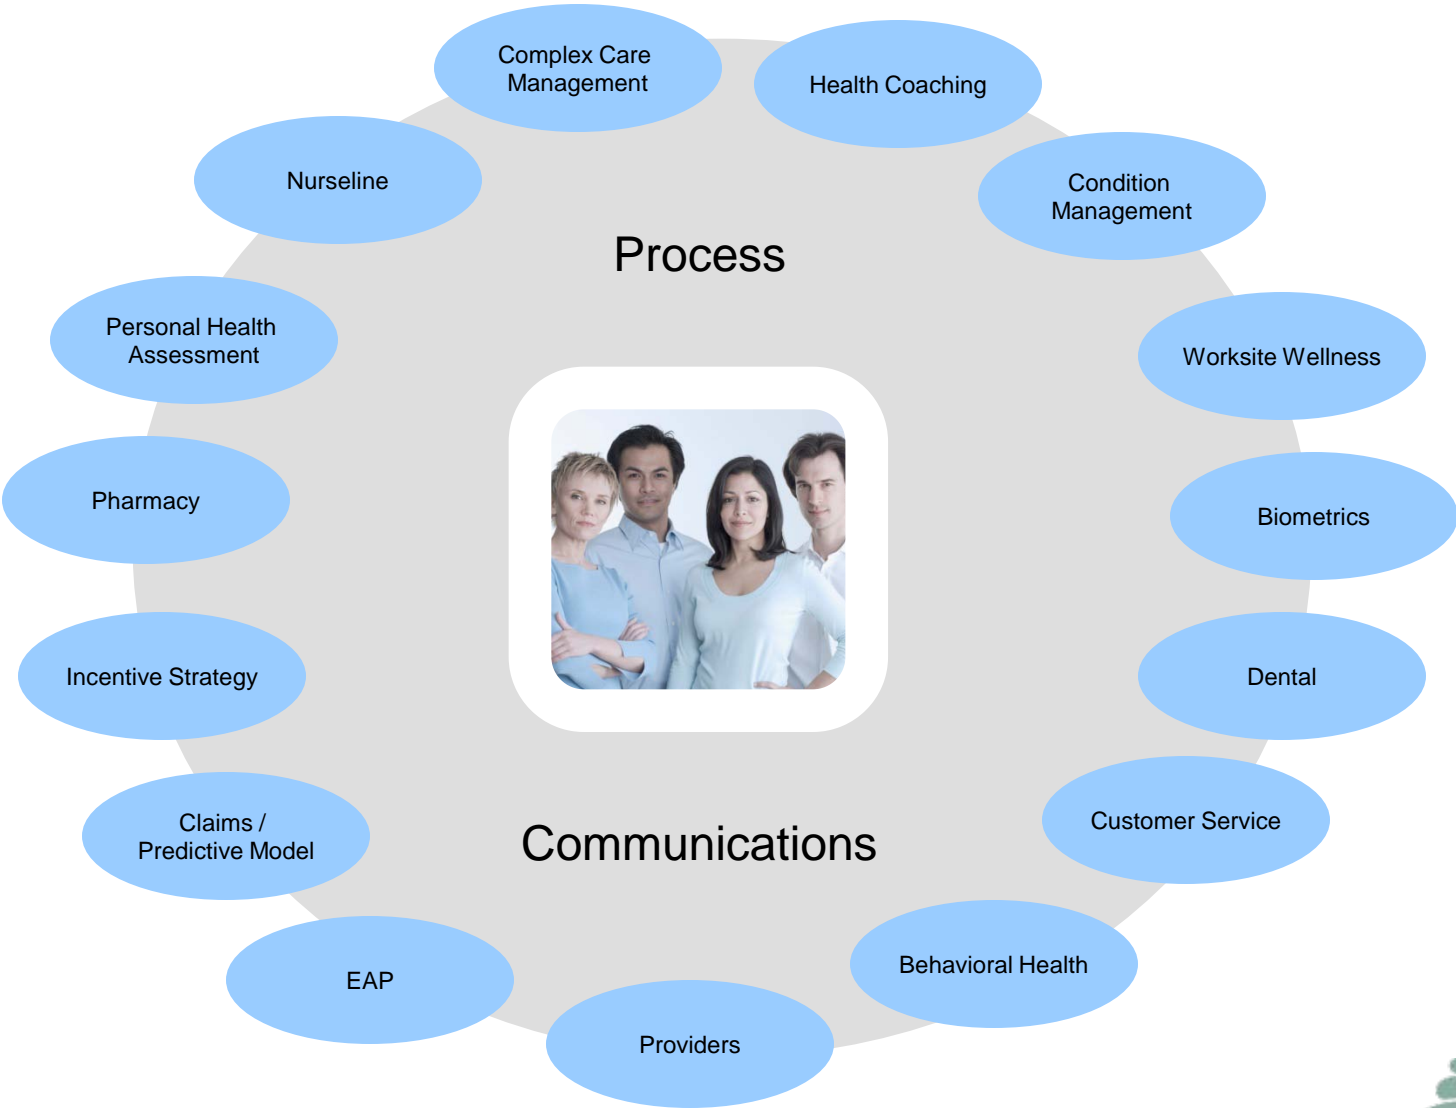 Complex Care
Management
Health Coaching
Nurseline
Condition
Management
Process
Personal Health
Assessment
Worksite Wellness
Pharmacy
Biometrics
Incentive Strategy
Dental
Claims /
Predictive Model
Communications
Customer Service
EAP
Behavioral Health
Providers